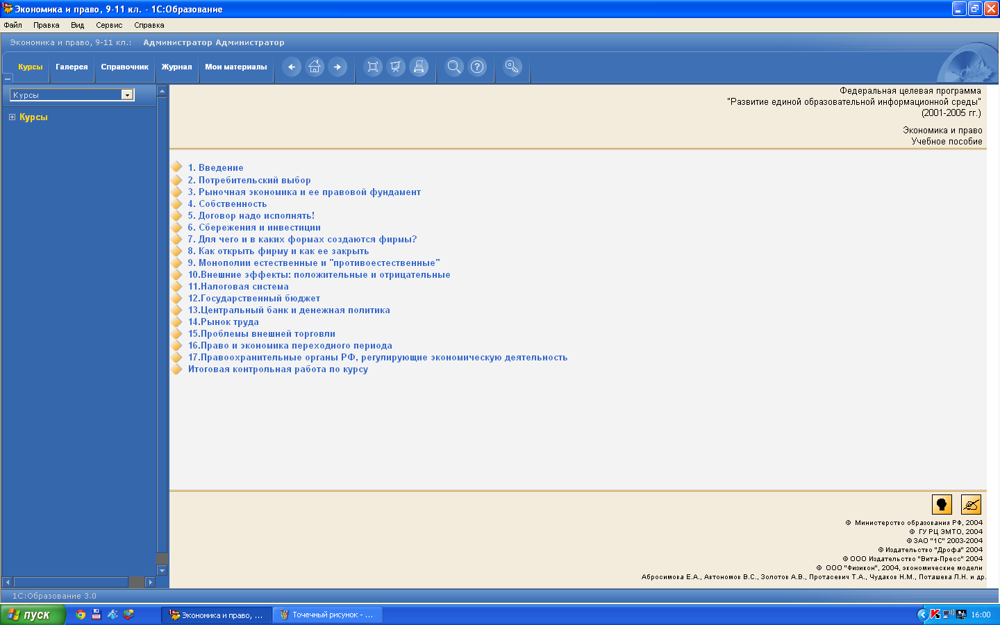 Экономика и право, 9-11 кл. - 1С:Образование
Файл Правка Вид Сервис Справка
Экономика и право, 9-11 кл.: Администратор Администратор
Курсы Галерея Справочник Журнал Мои материалы
Курсы
Курсы
Федеральная целевая программа
"Развитие единой образовательной информационной среды"
(2001-2005 гг.)
Экономика и право
Учебное пособие
1. Введение
2. Потребительский выбор
3. Рыночная экономика и ее правовой фундамент
4. Собственность
5. Договор надо исполнять!
6. Сбережения и инвестиции
7. Для чего и в каких формах создаются фирмы?
8. Как открыть фирму и как ее закрыть
9. Монополии естественные и "противоестественные"
10.Внешние эффекты: положительные и отрицательные
11.Налоговая система
12.Государственный бюджет
13.Центральный банк и денежная политика
14.Рынок труда
15.Проблемы внешней торговли
16.Право и экономика переходного периода
17.Правоохранительные органы РФ, регулирующие экономическую деятельность
Итоговая контрольная работа по курсу
© Министерство образования РФ, 2004
© ГУ РЦ ЭМТО, 2004
© ЗАО "1С" 2003-2004
© Издательство "Дрофа" 2004
© ООО Издательство "Вита-Пресс" 2004
© ООО "Физикон", 2004, экономические модели
Абросимова Е.А., Автономов В.С., Золотов А.В., Протасевич Т.А., Чудаков Н.М., Поташева Л.Н. и др.
1С:Образование 3.0
пуск Экономика и право, ... Точечный рисунок - ... 16:00